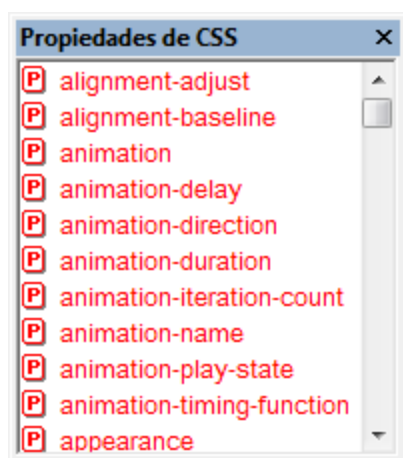 Propiedades de CSS
P alignment-adjust
P alignment-baseline
P animation
P animation-delay
P animation-direction
P animation-duration
P animation-iteration-count
P animation-name
P animation-play-state
P animation-timing-function
P appearance